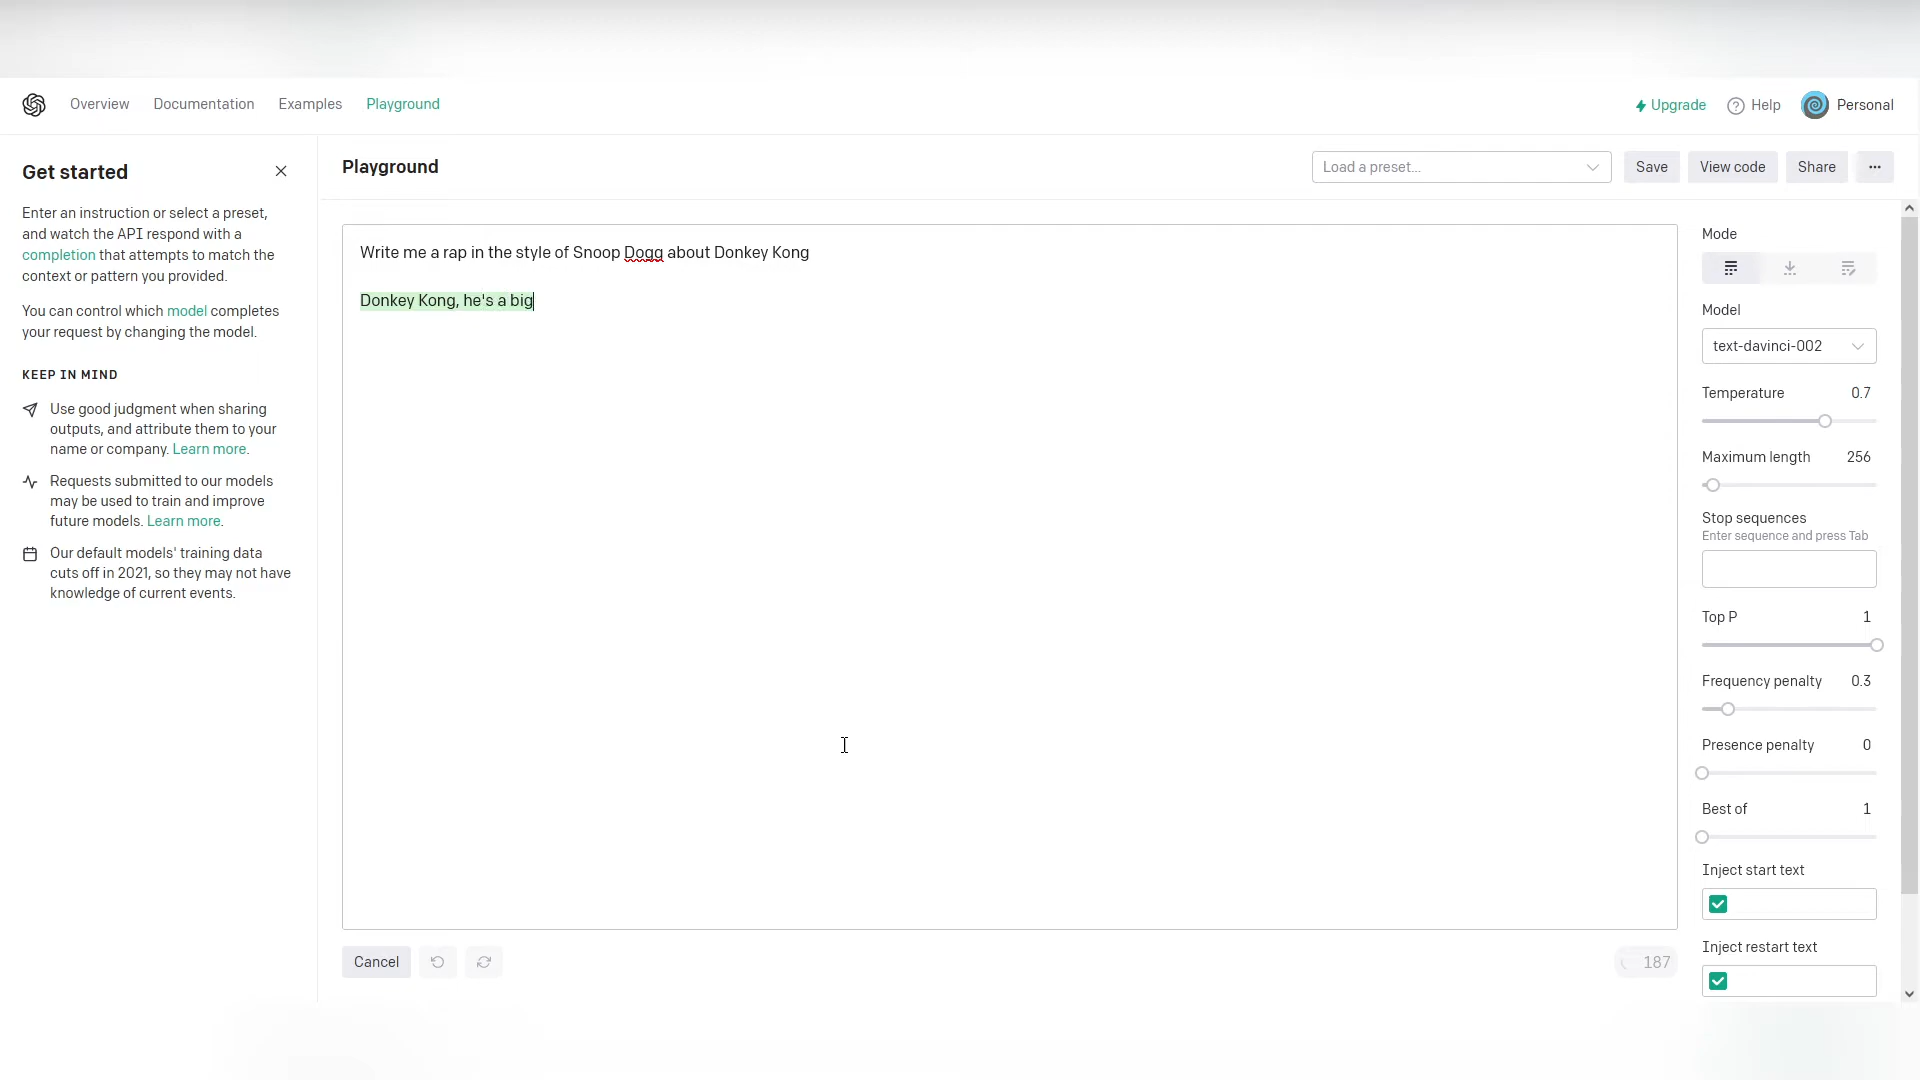 Overview Documentation Examples Playground
Upgrade Help Personal
Get started
Enter an instruction or select a preset,
and watch the API respond with a
completion that attempts to match the
context or pattern you provided.
You can control which model completes
your request by changing the model.
KEEP IN MIND
Use good judgment when sharing
outputs, and attribute them to your
name or company. Learn more.
Requests submitted to our models
may be used to train and improve
future models. Learn more.
Our default models' training data
cuts off in 2021, so they may not have
knowledge of current events.
Playground
Load a preset... Save View code Share ...
Write me a rap in the style of Snoop Dogg about Donkey Kong
Donkey Kong, he's a big
Cancel
187
Mode
Model
text-davinci-002
Temperature 0.7
Maximum length 256
Stop sequences
Enter sequence and press Tab
Top P 1
Frequency penalty 0.3
Presence penalty 0
Best of 1
Inject start text
Inject restart text